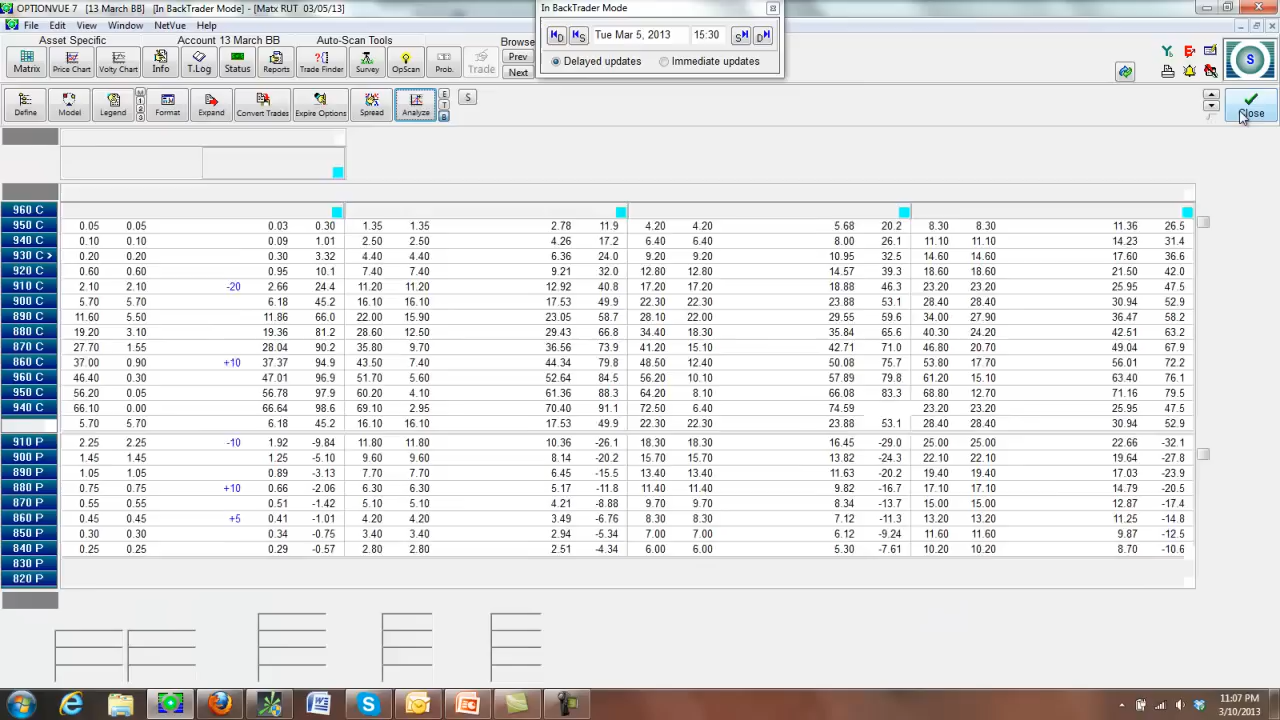 OPTIONVUE 7 (13 March BB) [In BackTrader Mode] - [Matx RUT 03/05/13]
In BackTrader Mode
File Edit View Window NetVue Help
Tue Mar 5, 2013 15:30
Delayed updates Immediate updates
Asset Specific Account 13 March BB Auto-Scan Tools Browse
Matrix Price Chart Volty Chart Info T.Log Status Reports Trade Finder Survey OpScan Prob. Trade Prev Next
Define Model Legend Format Expand Convert Trades Expire Options Spread Analyze S Close
960 C
950 C 0.05 0.05 0.03 0.30 1.35 1.35 2.78 11.9 4.20 4.20 5.68 20.2 8.30 8.30 11.36 26.5
940 C 0.10 0.10 0.09 1.01 2.50 2.50 4.26 17.2 6.40 6.40 8.00 26.1 11.10 11.10 14.23 31.4
930 C > 0.20 0.20 0.30 3.32 4.40 4.40 6.36 24.0 9.20 9.20 10.95 32.5 14.60 14.60 17.60 36.6
920 C 0.60 0.60 0.95 10.1 7.40 7.40 9.21 32.0 12.80 12.80 14.57 39.3 18.60 18.60 21.50 42.0
910 C 2.10 2.10 -20 2.66 24.4 11.20 11.20 12.92 40.8 17.20 17.20 18.88 46.3 23.20 23.20 25.95 47.5
900 C 5.70 5.70 6.18 45.2 16.10 16.10 17.53 49.9 22.30 22.30 23.88 53.1 28.40 28.40 30.94 52.9
890 C 11.60 5.50 11.86 66.0 22.00 15.90 23.05 58.7 28.10 22.00 29.55 59.6 34.00 27.90 36.47 58.2
880 C 19.20 3.10 19.36 81.2 28.60 12.50 29.43 66.8 34.40 18.30 35.84 65.6 40.30 24.30 42.51 63.2
870 C 27.70 1.55 28.04 90.2 35.80 9.70 36.56 73.9 41.20 15.10 42.71 71.0 46.80 20.70 49.04 67.9
860 C 37.00 0.90 +10 37.37 94.9 43.50 7.40 44.34 79.8 48.50 12.40 50.08 75.7 53.80 17.70 56.01 72.2
960 C 46.40 0.30 47.01 96.9 51.70 5.60 52.64 84.5 56.20 10.10 57.89 79.8 61.20 15.10 63.40 76.1
950 C 56.20 0.05 56.78 97.9 60.20 4.10 61.36 88.3 64.20 8.10 66.08 83.3 68.80 12.70 71.16 79.5
940 C 66.10 0.00 66.64 98.6 69.10 2.95 70.40 91.1 72.50 6.40 74.59 23.20 23.20 25.95 47.5
5.70 5.70 6.18 45.2 16.10 16.10 17.53 49.9 22.30 22.30 23.88 53.1 28.40 28.40 30.94 52.9
910 P 2.25 2.25 -10 1.92 -9.84 11.80 11.80 10.36 -26.1 18.30 18.30 16.45 -29.0 25.00 25.00 22.66 -32.1
900 P 1.45 1.45 1.25 -5.10 9.60 9.60 8.14 -20.2 15.70 15.70 13.82 -24.3 22.10 22.10 19.64 -27.8
890 P 1.05 1.05 0.89 -3.13 7.70 7.70 6.45 -15.5 13.40 13.40 11.63 -20.2 19.40 19.40 17.03 -23.9
880 P 0.75 0.75 +10 0.66 -2.06 6.30 6.30 5.17 -11.8 11.40 11.40 9.82 -16.7 17.10 17.10 14.79 -20.5
870 P 0.55 0.55 0.51 -1.42 5.10 5.10 4.21 -8.88 9.70 9.70 8.34 -13.7 15.00 15.00 12.87 -17.4
860 P 0.45 0.45 +5 0.41 -1.01 4.20 4.20 3.49 -6.76 8.30 8.30 7.12 -11.3 13.20 13.20 11.25 -14.8
850 P 0.30 0.30 0.34 -0.75 3.40 3.40 2.94 -5.34 7.00 7.00 6.12 -9.24 11.60 11.60 9.87 -12.5
840 P 0.25 0.25 0.29 -0.57 2.80 2.80 2.51 -4.34 6.00 6.00 5.30 -7.61 10.20 10.20 8.70 -10.6
830 P
820 P
11:07 PM
3/10/2013